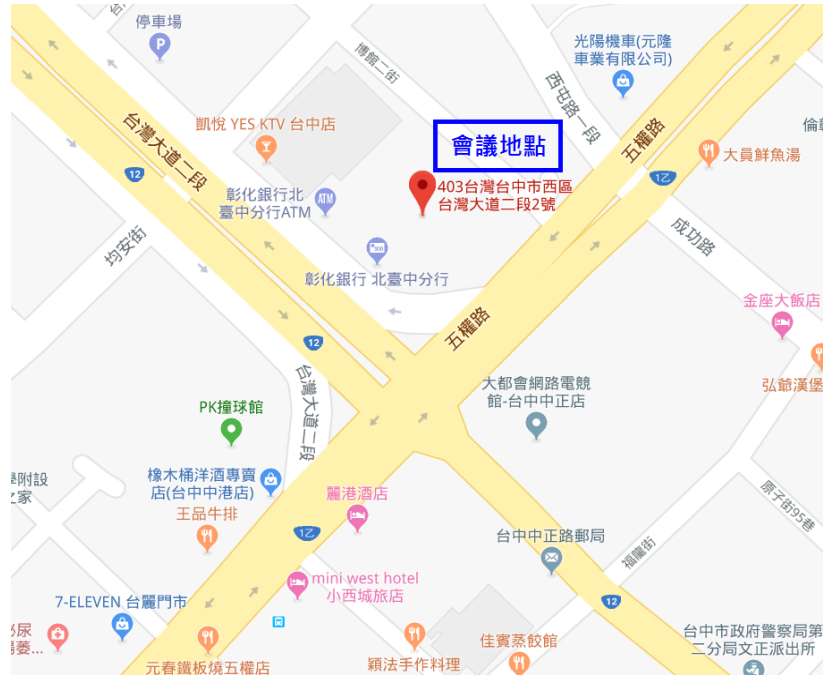 停車場
光陽機車(元隆
車業有限公司)
博館二街
西屯路一段
五權路
凱悅 YES KTV 台中店
台灣大道二段
會議地點
大員鮮魚湯
12
1乙
403台灣台中市西區
台灣大道二段2號
彰化銀行北
臺中分行ATM
ATM
均安街
成功路
彰化銀行 北臺中分行
金座大飯店
12
五權路
台灣大道二段
大都會網路電競
館-台中中正店
弘爺漢堡
PK撞球館
橡木桶洋酒專賣
店(台中中港店)
學附設
之家
麗港酒店
王品牛排
1乙
原子街95巷
台中中正路郵局
福龍街
mini west hotel
小西城旅店
7-ELEVEN 台麗門市
12
佳賓蒸餃館
台中市政府警察局第
二分局文正派出所
元春鐵板燒五權店
穎法手作料理